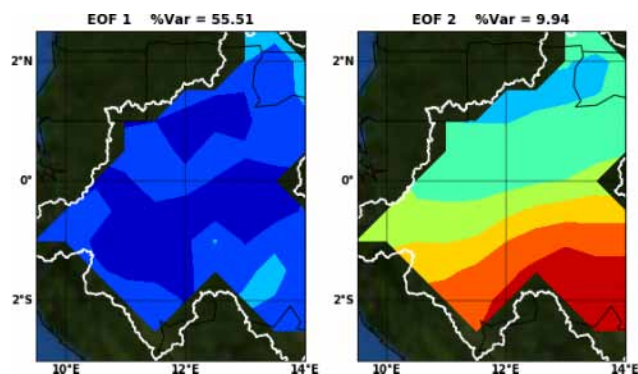 EOF 1 %Var = 55.51
EOF 2 %Var = 9.94
2°N
0°
2°S
10°E
12°E
14°E
2°N
0°
2°S
10°E
12°E
14°E